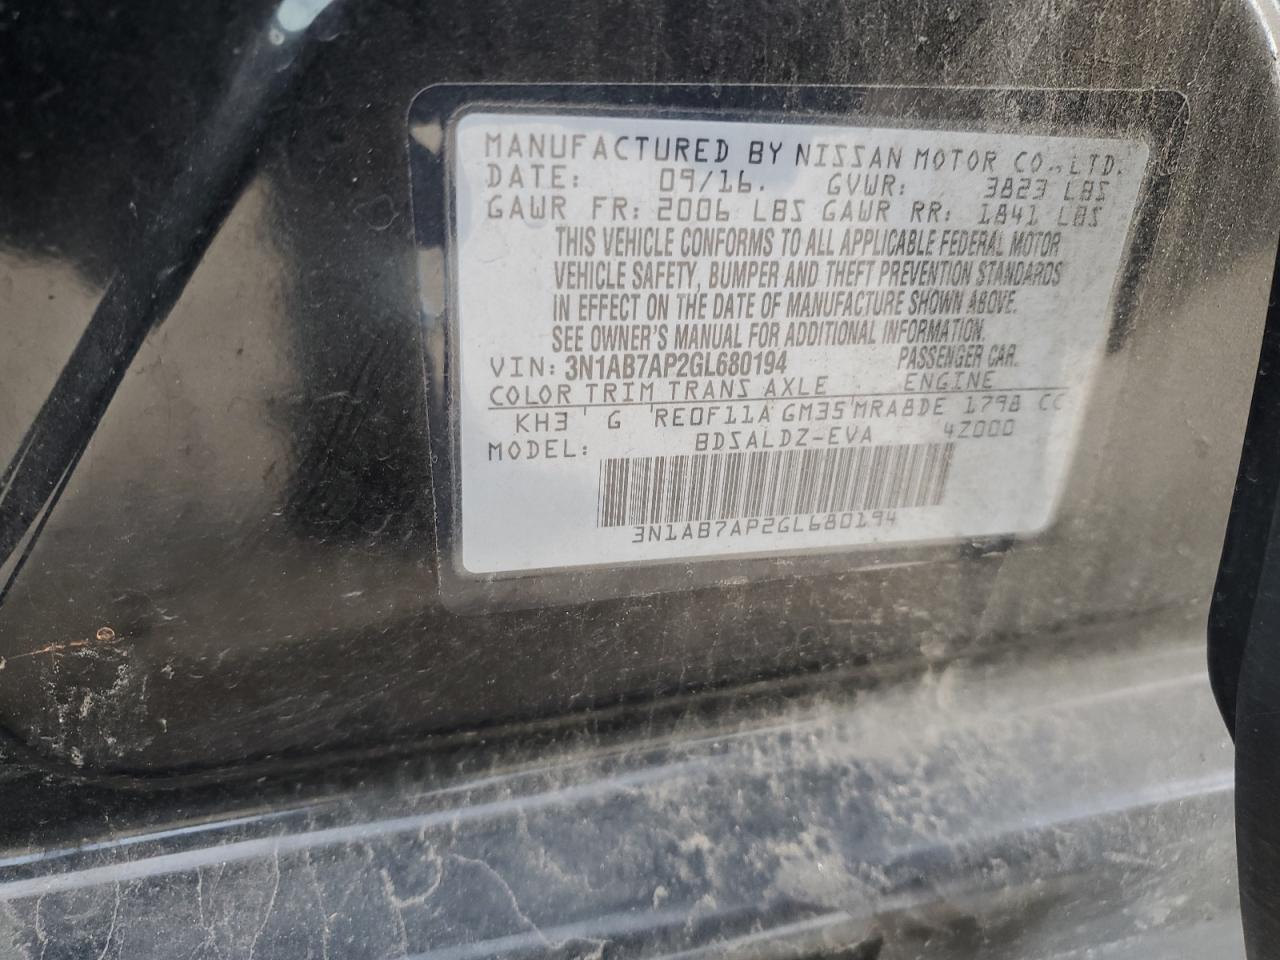 MANUFACTURED BY NISSAN MOTOR CO., LTD.
DATE: 09/16. GVWR: 3823 LBS
GAWR FR: 2006 LBS GAWR RR: 1841 LBS
THIS VEHICLE CONFORMS TO ALL APPLICABLE FEDERAL MOTOR
VEHICLE SAFETY, BUMPER AND THEFT PREVENTION STANDARDS
IN EFFECT ON THE DATE OF MANUFACTURE SHOWN ABOVE.
SEE OWNER'S MANUAL FOR ADDITIONAL INFORMATION.
VIN: 3N1AB7AP2GL680194 PASSENGER CAR.
COLOR TRIM TRANS AXLE ENGINE
KH3 G RE0F11A GM35 MRA8DE 1798 CC
MODEL: BDSALDZ-EVA 4Z000
3N1AB7AP2GL680194